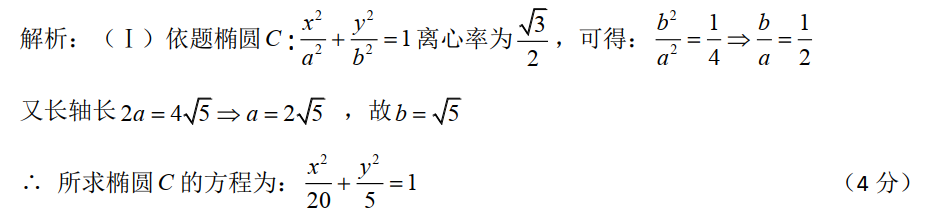 解析：（Ⅰ）依题椭圆 $C: \frac{x^2}{a^2}+\frac{y^2}{b^2}=1$ 离心率为 $\frac{\sqrt{3}}{2}$，可得：$\frac{b^2}{a^2}=\frac{1}{4}\Rightarrow\frac{b}{a}=\frac{1}{2}$
又长轴长 $2a=4\sqrt{5}\Rightarrow a=2\sqrt{5}$ ，故 $b=\sqrt{5}$
∴ 所求椭圆 $C$ 的方程为：$\frac{x^2}{20}+\frac{y^2}{5}=1$ （4 分）